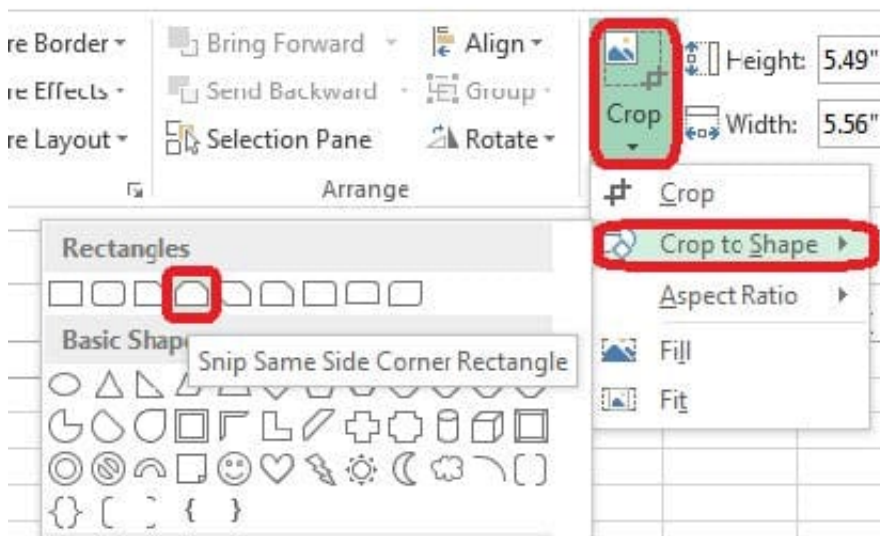 re Border Bring Forward Align Height: 5.49"
re Effects Send Backward Group Width: 5.56"
re Layout Selection Pane Rotate
Crop
Arrange
Crop
Crop to Shape
Aspect Ratio
Fill
Fit
Rectangles
Basic Shap
Snip Same Side Corner Rectangle